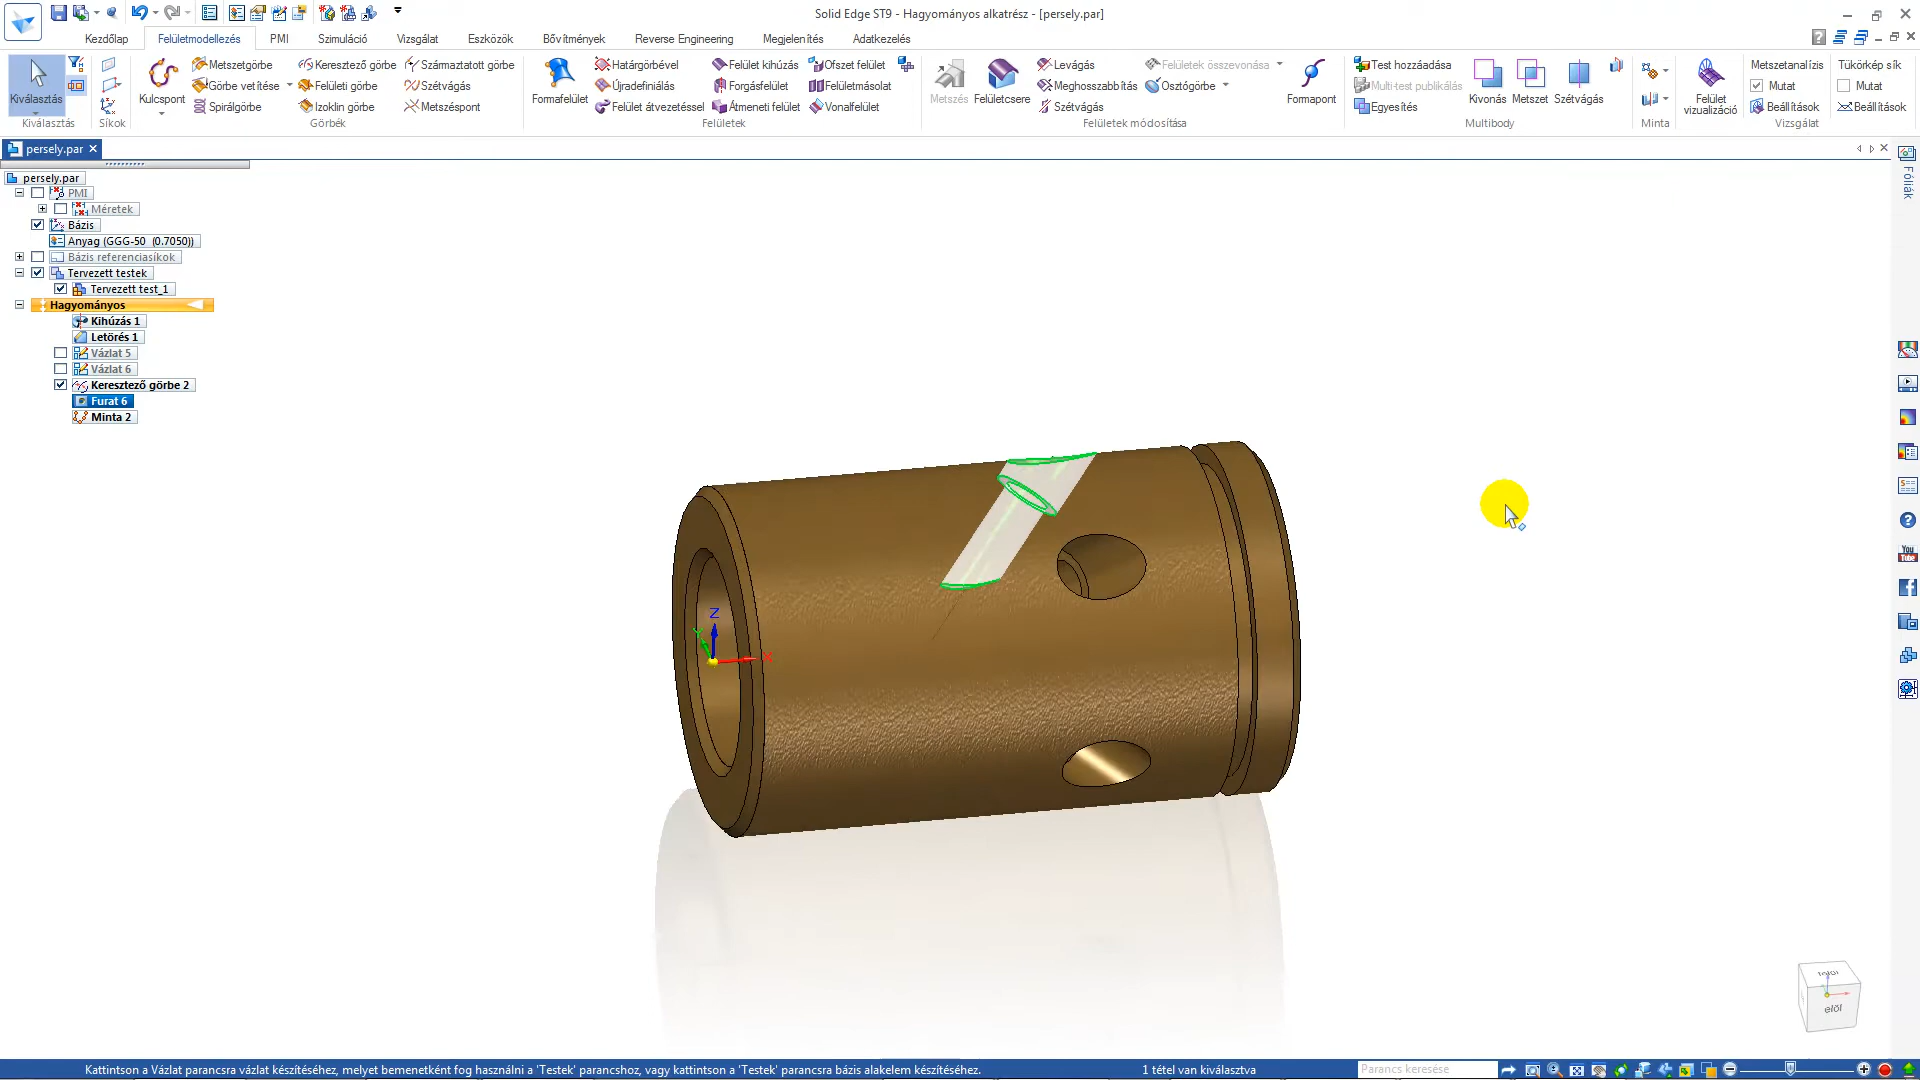 Solid Edge ST9 - Hagyományos alkatrész - [persely.par]
Kezdőlap
Felületmodellezés
PMI
Szimuláció
Vizsgálat
Eszközök
Bővítmények
Reverse Engineering
Megjelenítés
Adatkezelés
Kiválasztás
Kiválasztás
Síkok
Kulcspont
Metszetgörbe
Görbe vetítése
Spirálgörbe
Keresztező görbe
Felületi görbe
Izoklin görbe
Származtatott görbe
Szétvágás
Metszéspont
Görbék
Formafelület
Határgörbével
Újradefiniálás
Felület átvezetéssel
Felület kihúzás
Forgásfelület
Átmeneti felület
Ofszet felület
Felületmásolat
Vonalfelület
Felületek
Metszés
Felületcsere
Levágás
Meghosszabbítás
Szétvágás
Felületek összevonása
Osztógörbe
Formapont
Felületek módosítása
Test hozzáadása
Multi-test publikálás
Egyesítés
Kivonás
Metszet
Szétvágás
Multibody
Minta
Felület
vizualizáció
Metszetanalízis
Mutat
Beállítások
Tükörkép sík
Mutat
Beállítások
Vizsgálat
persely.par
persely.par
PMI
Méretek
Bázis
Anyag (GGG-50 (0.7050))
Bázis referenciasíkok
Tervezett testek
Tervezett test_1
Hagyományos
Kihúzás 1
Letörés 1
Vázlat 5
Vázlat 6
Keresztező görbe 2
Furat 6
Minta 2
Fóliák
You
Tube
Z
Y
X
felül
elöl
Kattintson a Vázlat parancsra vázlat készítéséhez, melyet bemenetként fog használni a 'Testek' parancshoz, vagy kattintson a 'Testek' parancsra bázis alakelem készítéséhez.
1 tétel van kiválasztva
Parancs keresése